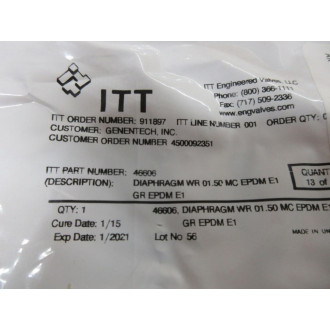 ITT
ITT Engineered Valves, LLC
Phone: (800) 366-1111
Fax: (717) 509-2336
www.engvalves.com
ITT ORDER NUMBER: 911897 ITT LINE NUMBER 001 ORDER QTY:
CUSTOMER: GENENTECH, INC.
CUSTOMER ORDER NUMBER 4500092351
ITT PART NUMBER: 46606
(DESCRIPTION): DIAPHRAGM WR 01.50 MC EPDM E1
GR EPDM E1
QUANT
13 of
QTY: 1 46606, DIAPHRAGM WR 01.50 MC EPDM E1
Cure Date: 1/15 GR EPDM E1
Exp Date: 1/2021 Lot No 56
MADE IN